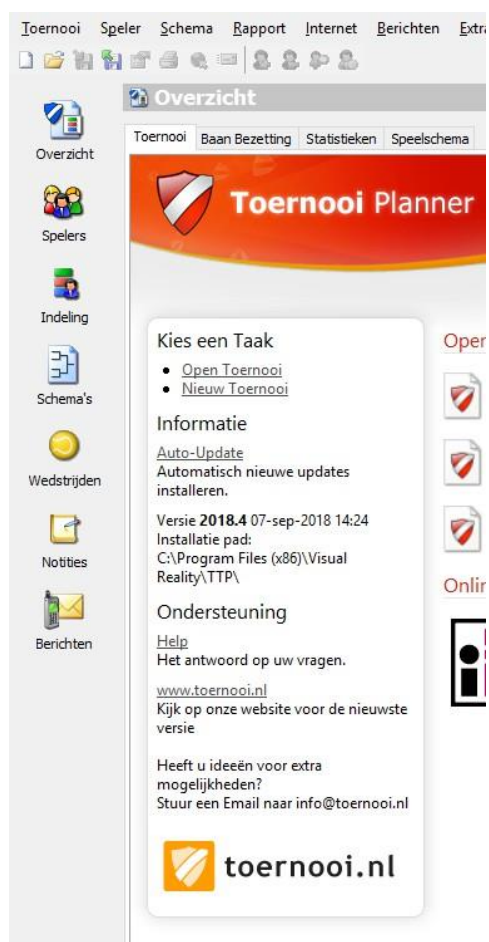 Toernooi Speler Schema Rapport Internet Berichten Extra
Overzicht
Toernooi Baan Bezetting Statistieken Speelschema
Toernooi Planner
Overzicht
Spelers
Indeling
Schema's
Wedstrijden
Notities
Berichten
Kies een Taak
Open Toernooi
Nieuw Toernooi
Informatie
Auto-Update
Automatisch nieuwe updates
installeren.
Versie 2018.4 07-sep-2018 14:24
Installatie pad:
C:\Program Files (x86)\Visual
Reality\TTP\
Ondersteuning
Help
Het antwoord op uw vragen.
www.toernooi.nl
Kijk op onze website voor de nieuwste
versie
Heeft u ideeën voor extra
mogelijkheden?
Stuur een Email naar info@toernooi.nl
toernooi.nl
Open